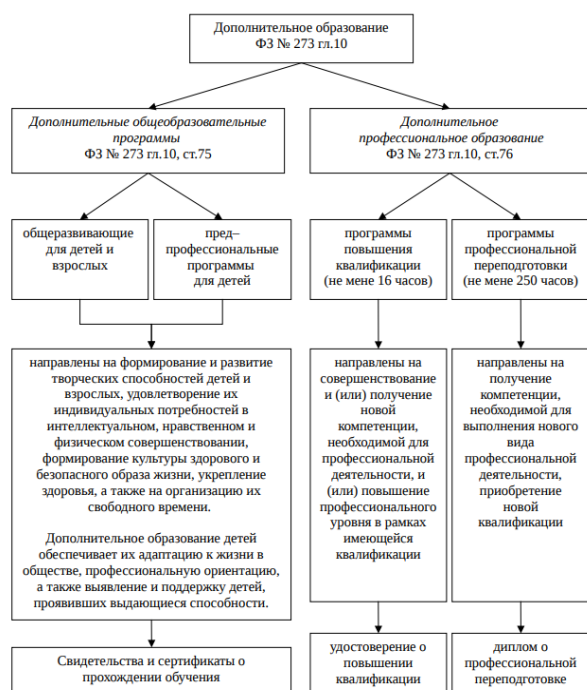 Дополнительное образование
ФЗ № 273 гл.10
Дополнительные общеобразовательные
программы
ФЗ № 273 гл.10, ст.75
Дополнительное
профессиональное образование
ФЗ № 273 гл.10, ст.76
общеразвивающие
для детей и
взрослых
пред–
профессиональные
программы
для детей
программы
повышения
квалификации
(не мене 16 часов)
программы
профессиональной
переподготовки
(не мене 250 часов)
направлены на формирование и развитие
творческих способностей детей и
взрослых, удовлетворение их
индивидуальных потребностей в
интеллектуальном, нравственном и
физическом совершенствовании,
формирование культуры здорового и
безопасного образа жизни, укрепление
здоровья, а также на организацию их
свободного времени.
Дополнительное образование детей
обеспечивает их адаптацию к жизни в
обществе, профессиональную ориентацию,
а также выявление и поддержку детей,
проявивших выдающиеся способности.
направлены на
совершенствование
и (или) получение
новой
компетенции,
необходимой для
профессиональной
деятельности, и
(или) повышение
профессионального
уровня в рамках
имеющейся
квалификации
направлены на
получение
компетенции,
необходимой для
выполнения нового
вида
профессиональной
деятельности,
приобретение
новой
квалификации
Свидетельства и сертификаты о
прохождении обучения
удостоверение о
повышении
квалификации
диплом о
профессиональной
переподготовке